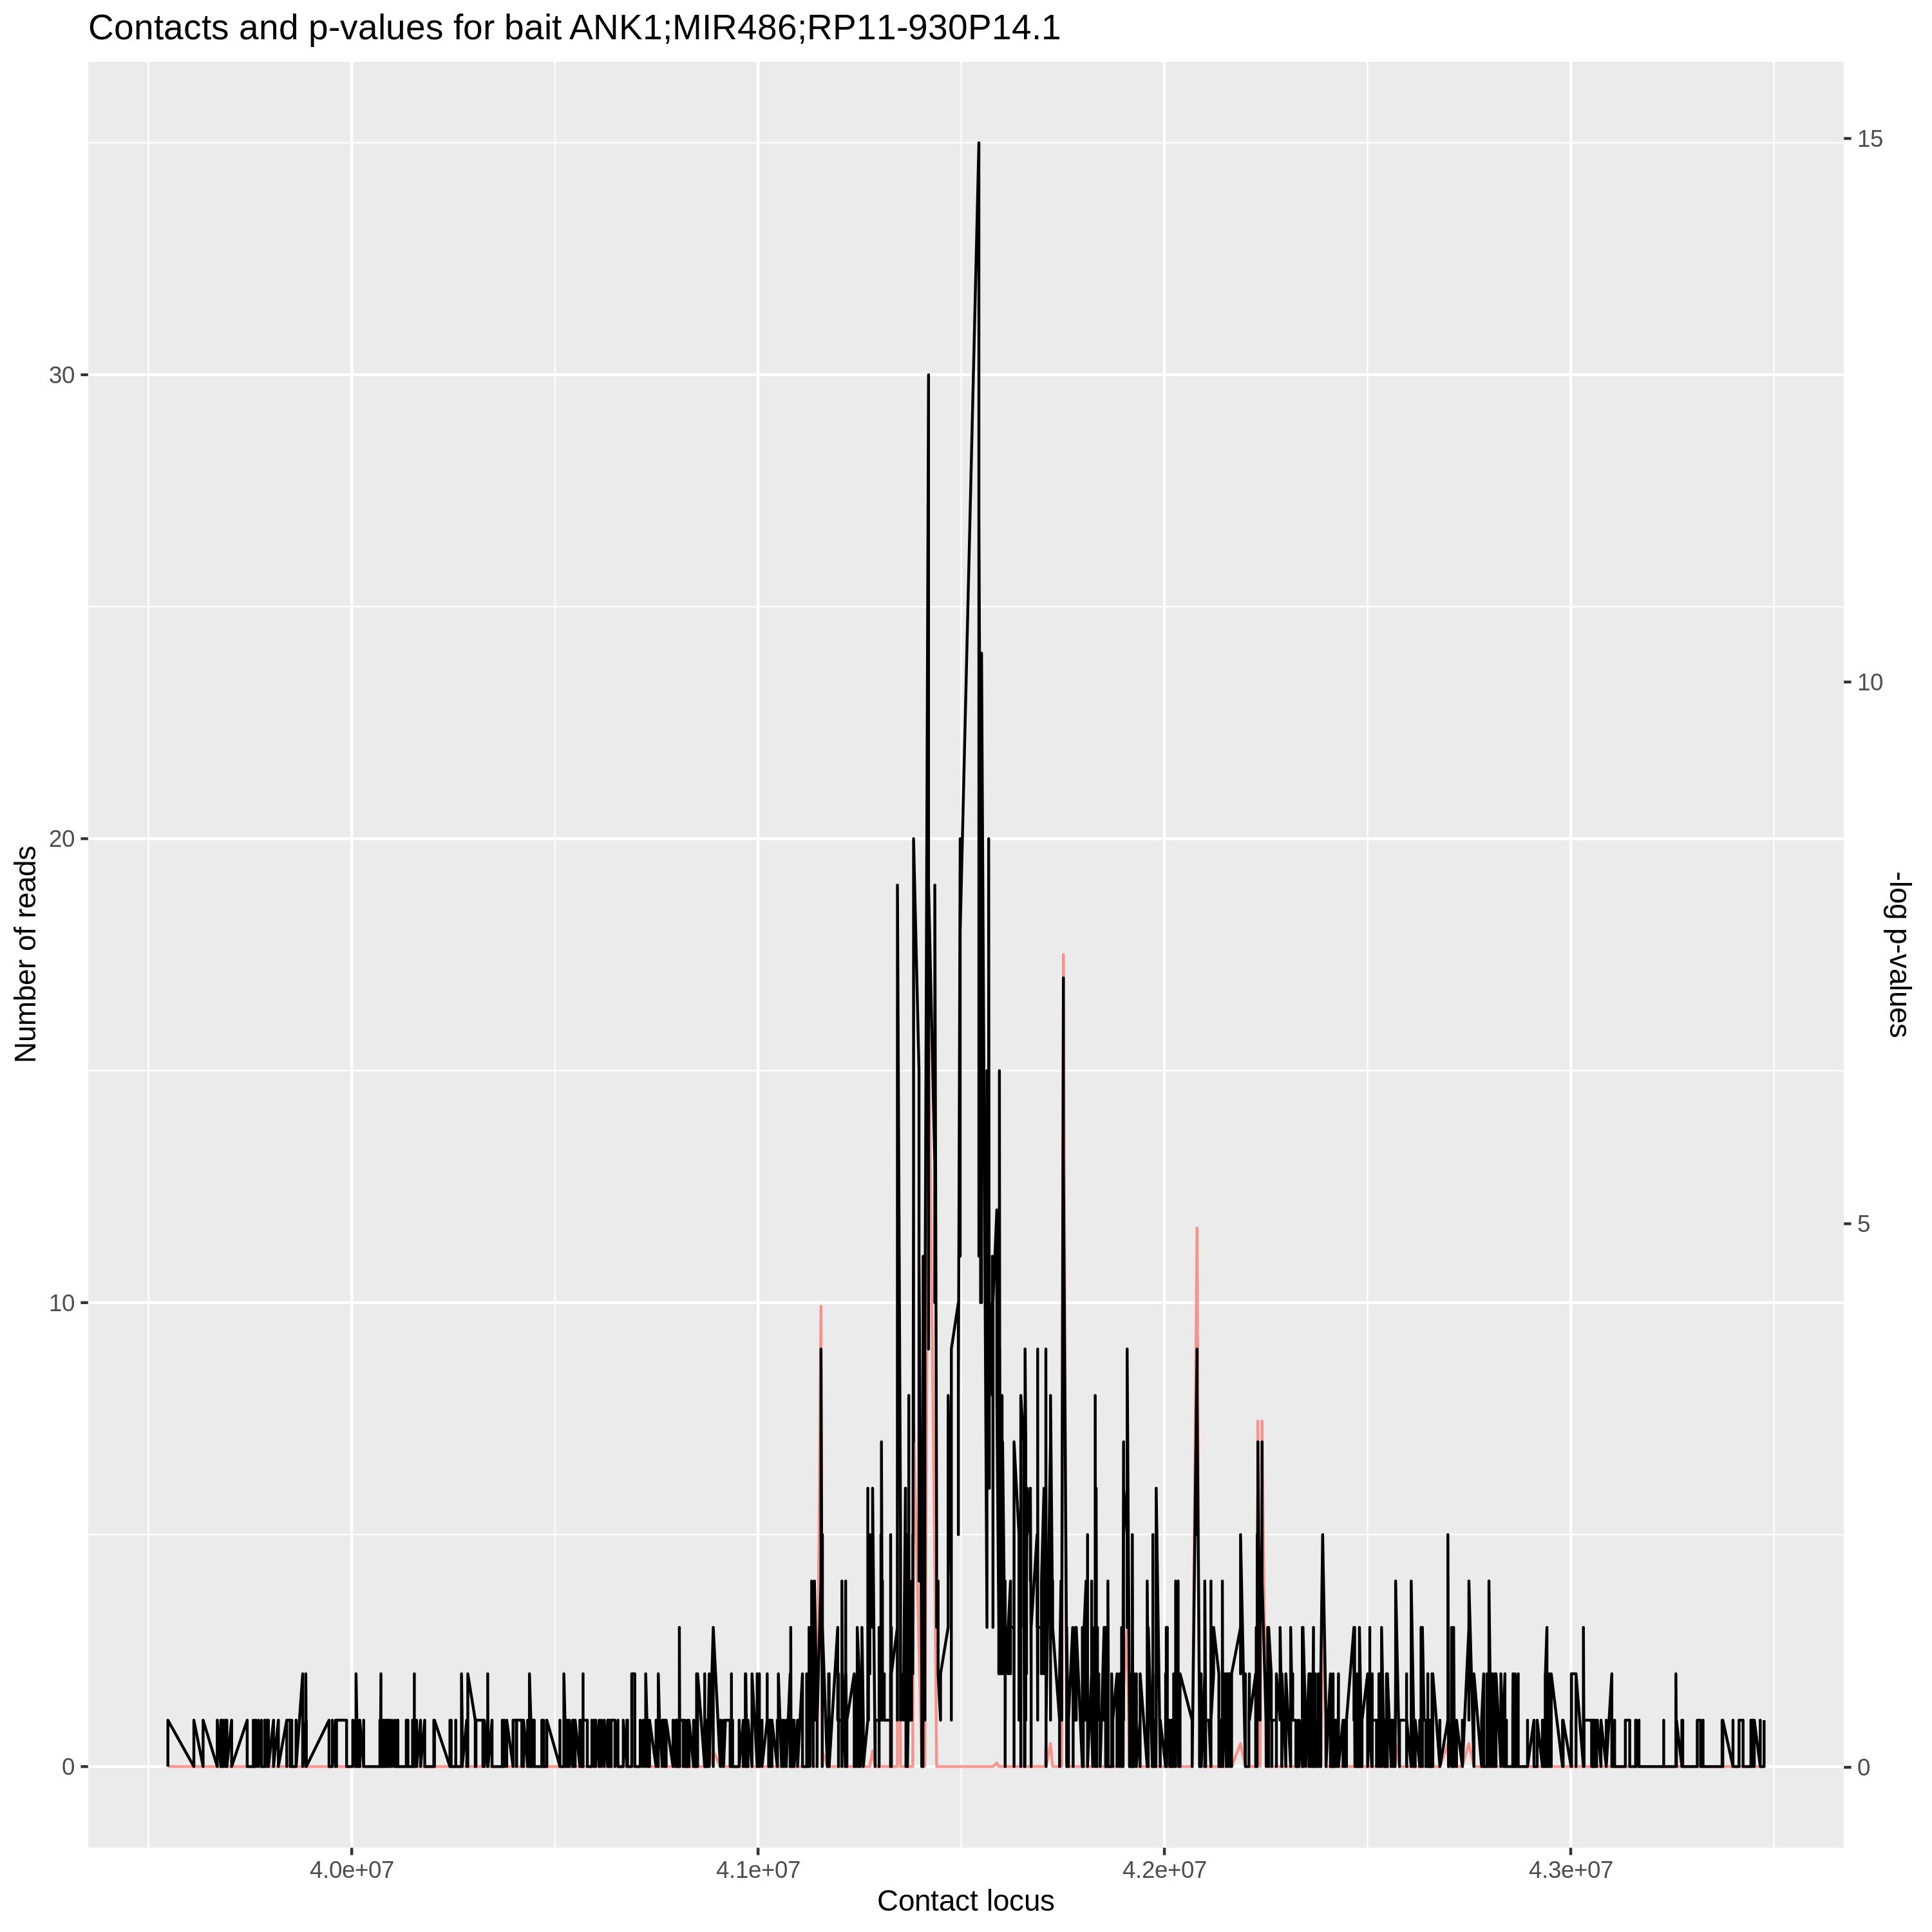 Contacts and p-values for bait ANK1;MIR486;RP11-930P14.1
Number of reads
30
20
10
0
15
10
5
0
-log p-values
4.0e+07 4.1e+07 4.2e+07 4.3e+07
Contact locus